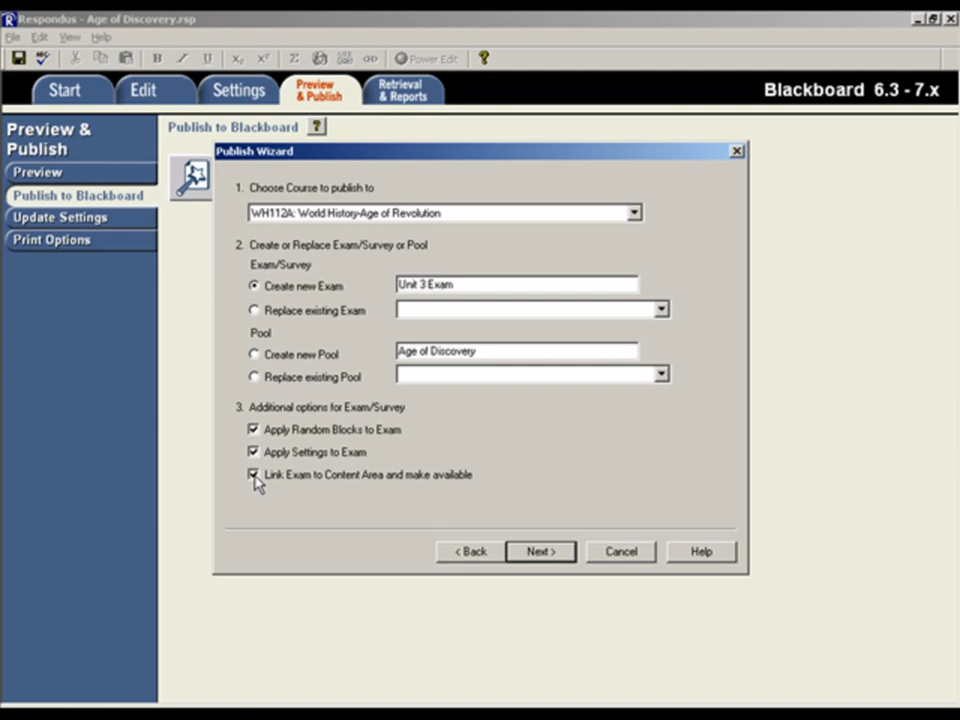 Respondus - Age of Discovery.rsp
File Edit View Help
B I U X₂ X² Σ Power Edit ?
Start Edit Settings Preview & Publish Retrieval & Reports Blackboard 6.3 - 7.x
Preview & Publish
Preview
Publish to Blackboard
Update Settings
Print Options
Publish to Blackboard ?
Publish Wizard
1. Choose Course to publish to
WH112A: World History-Age of Revolution
2. Create or Replace Exam/Survey or Pool
Exam/Survey
Create new Exam Unit 3 Exam
Replace existing Exam
Pool
Create new Pool Age of Discovery
Replace existing Pool
3. Additional options for Exam/Survey
Apply Random Blocks to Exam
Apply Settings to Exam
Link Exam to Content Area and make available
< Back Next > Cancel Help